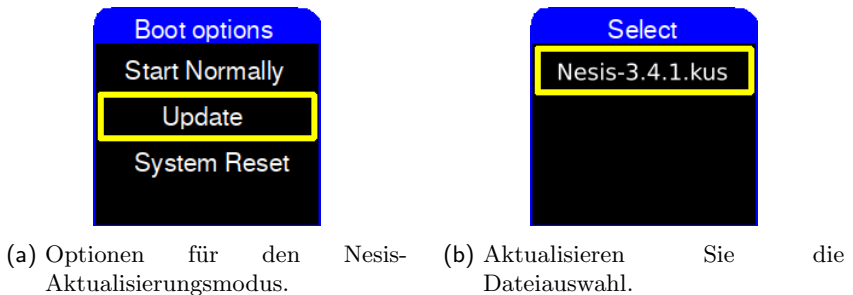 Boot options
Start Normally
Update
System Reset
Select
Nesis-3.4.1.kus
(a) Optionen für den Nesis-
Aktualisierungsmodus.
(b) Aktualisieren Sie die
Dateiauswahl.